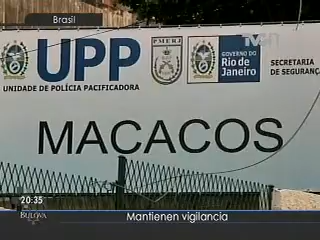 Brasil
UPP
UNIDADE DE POLÍCIA PACIFICADORA
PMERJ
GOVERNO DO
Rio de
Janeiro
SECRETARIA
DE SEGURANÇA
MACACOS
20:35
BULOVA
Mantienen vigilancia